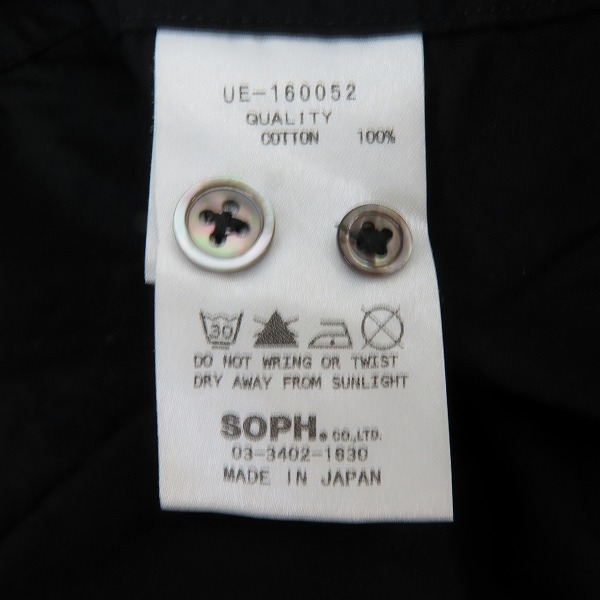 UE-160052
QUALITY
COTTON 100%
30
DO NOT WRING OR TWIST
DRY AWAY FROM SUNLIGHT
SOPH. CO.,LTD.
03-3402-1630
MADE IN JAPAN